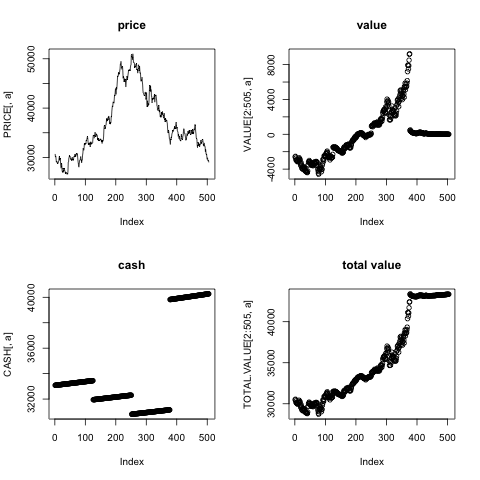 price
PRICE[, a]
50000
40000
30000
0 100 200 300 400 500
Index
value
VALUE[2:505, a]
8000
4000
0
-4000
0 100 200 300 400 500
Index
cash
CASH[, a]
40000
36000
32000
0 100 200 300 400 500
Index
total value
TOTAL.VALUE[2:505, a]
40000
35000
30000
0 100 200 300 400 500
Index